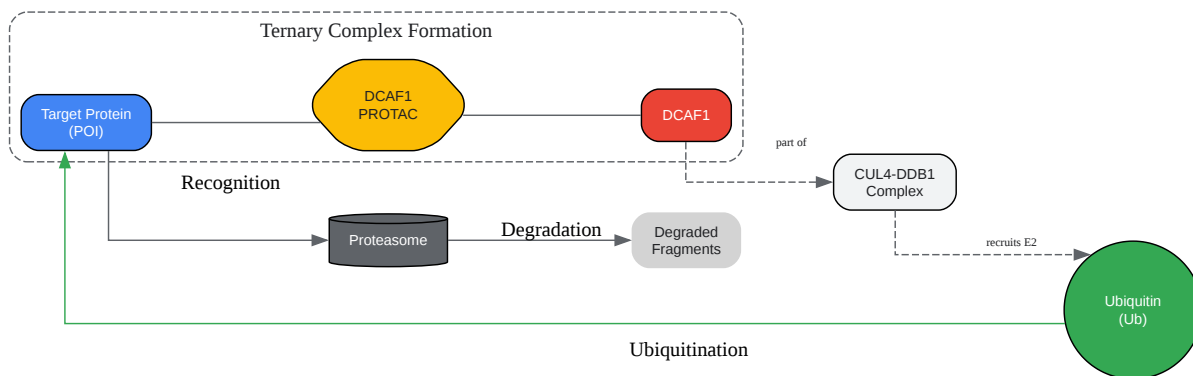 Ternary Complex Formation
DCAF1
PROTAC
Target Protein
(POI)
DCAF1
part of
CUL4-DDB1
Complex
Recognition
Proteasome
Degradation
Degraded
Fragments
recruits E2
Ubiquitin
(Ub)
Ubiquitination